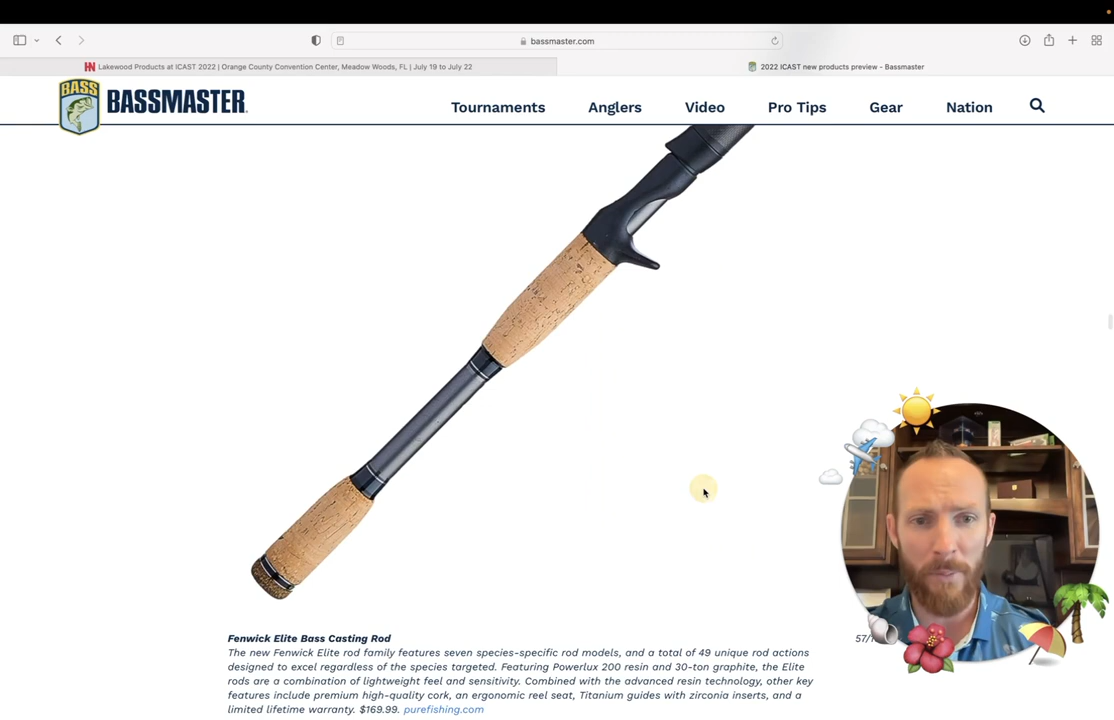 bassmaster.com
Lakewood Products at ICAST 2022 | Orange County Convention Center, Meadow Woods, FL | July 19 to July 22
2022 ICAST new products preview - Bassmaster
BASS
BASSMASTER
Tournaments Anglers Video Pro Tips Gear Nation
Fenwick Elite Bass Casting Rod
57/
The new Fenwick Elite rod family features seven species-specific rod models, and a total of 49 unique rod actions
designed to excel regardless of the species targeted. Featuring Powerlux 200 resin and 30-ton graphite, the Elite
rods are a combination of lightweight feel and sensitivity. Combined with the advanced resin technology, other key
features include premium high-quality cork, an ergonomic reel seat, Titanium guides with zirconia inserts, and a
limited lifetime warranty. $169.99. purefishing.com